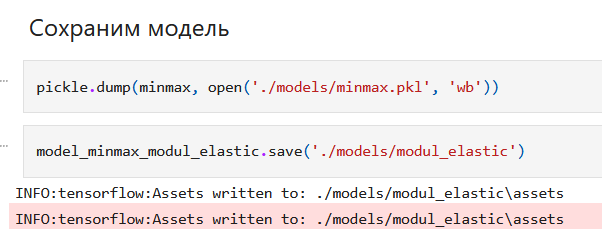 Сохраним модель
pickle.dump(minmax, open('./models/minmax.pkl', 'wb'))
model_minmax_modul_elastic.save('./models/modul_elastic')
INFO:tensorflow:Assets written to: ./models/modul_elastic\assets
INFO:tensorflow:Assets written to: ./models/modul_elastic\assets